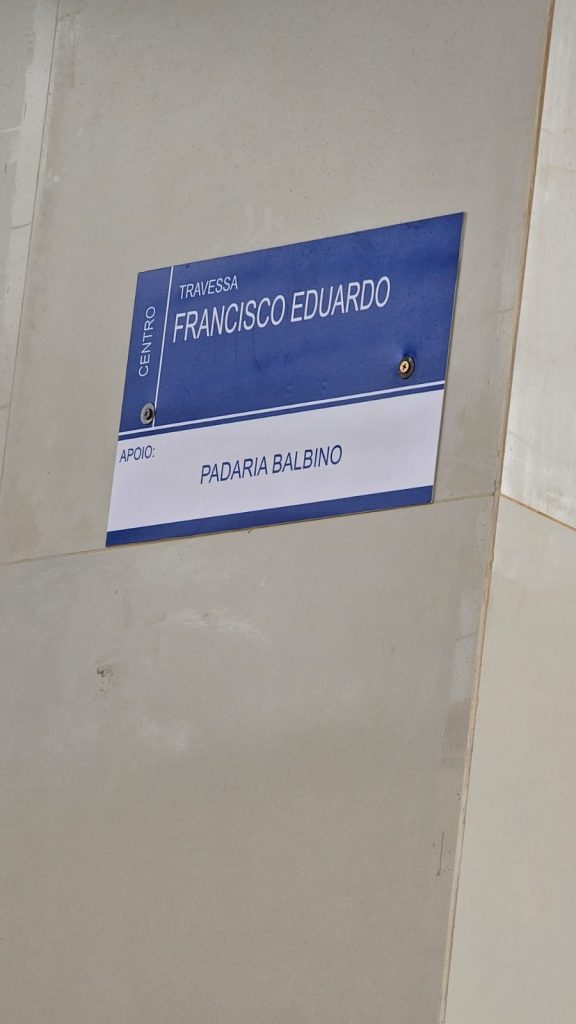 CENTRO
TRAVESSA
FRANCISCO EDUARDO
APOIO:
PADARIA BALBINO